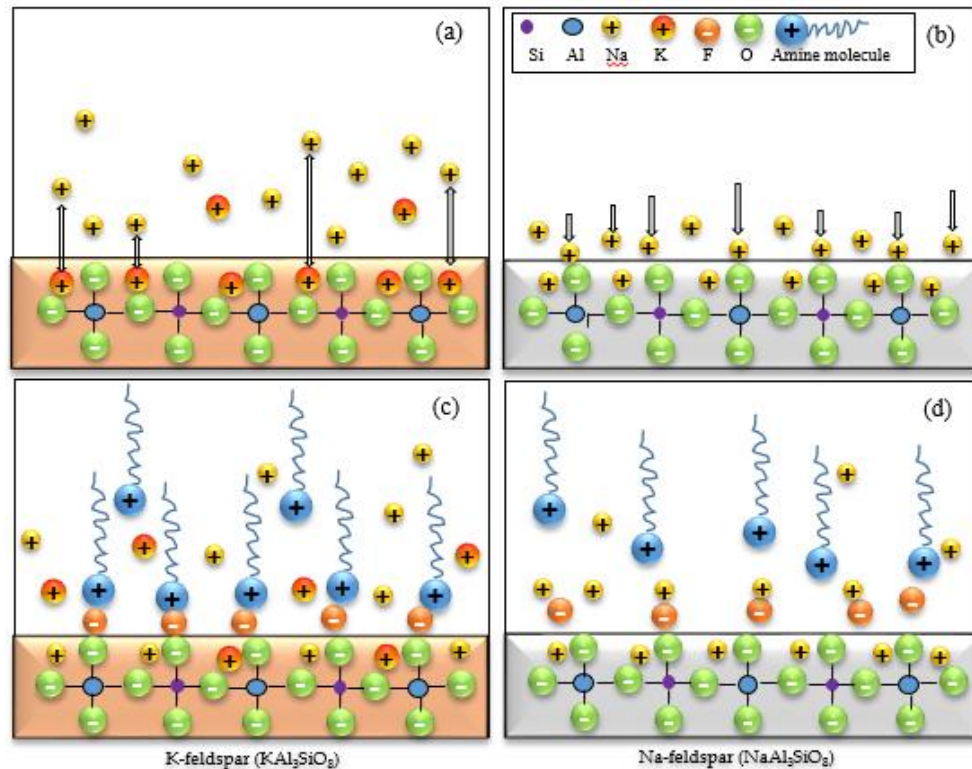 (a)
(b)
Si Al Na K F O Amine molecule
(c)
(d)
K-feldspar (KAl₃SiO₈)
Na-feldspar (NaAl₃SiO₈)